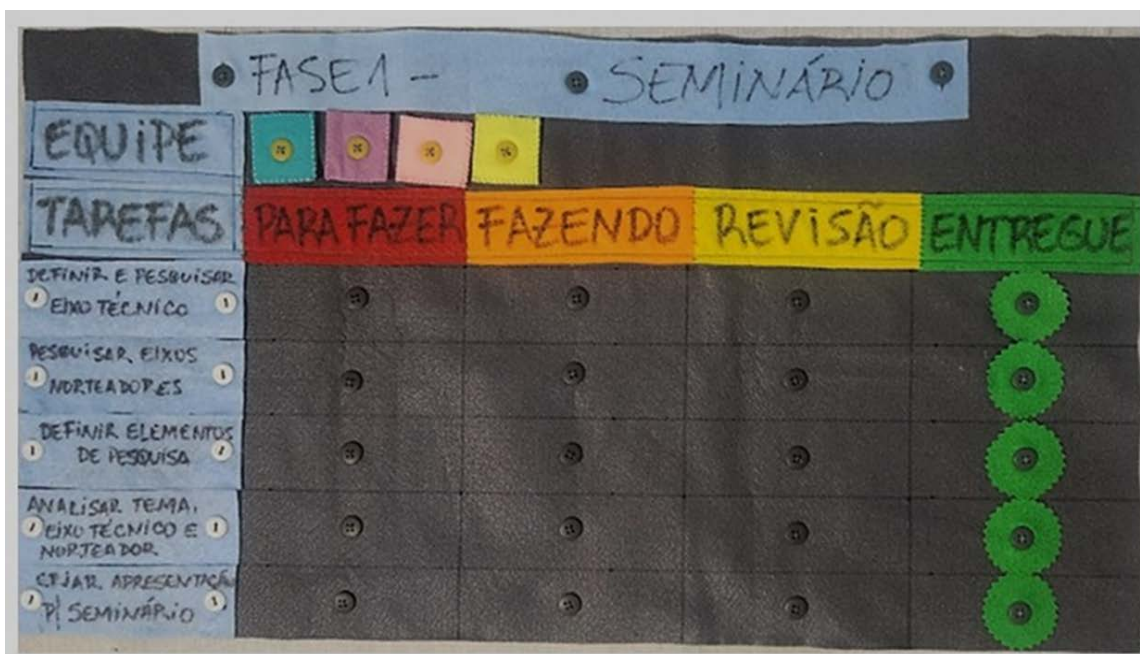 FASE 1 - SEMINÁRIO
EQUIPE
TAREFAS PARA FAZER FAZENDO REVISÃO ENTREGUE
DEFINIR E PESQUISAR
EIXO TÉCNICO
PESQUISAR EIXOS
NORTEADORES
DEFINIR ELEMENTOS
DE PESQUISA
ANALISAR TEMA,
EIXO TÉCNICO E
NORTEADOR
CRIAR APRESENTAÇÃO
P/ SEMINÁRIO